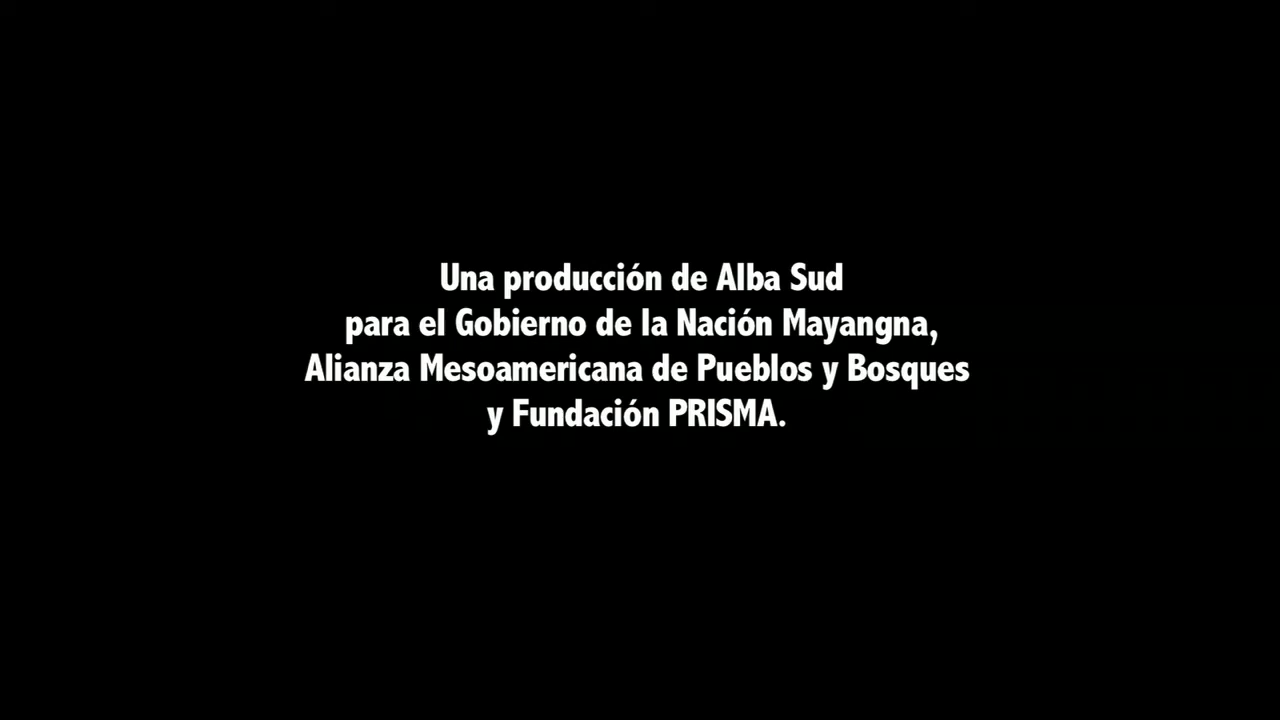 Una producción de Alba Sud
para el Gobierno de la Nación Mayangna,
Alianza Mesoamericana de Pueblos y Bosques
y Fundación PRISMA.